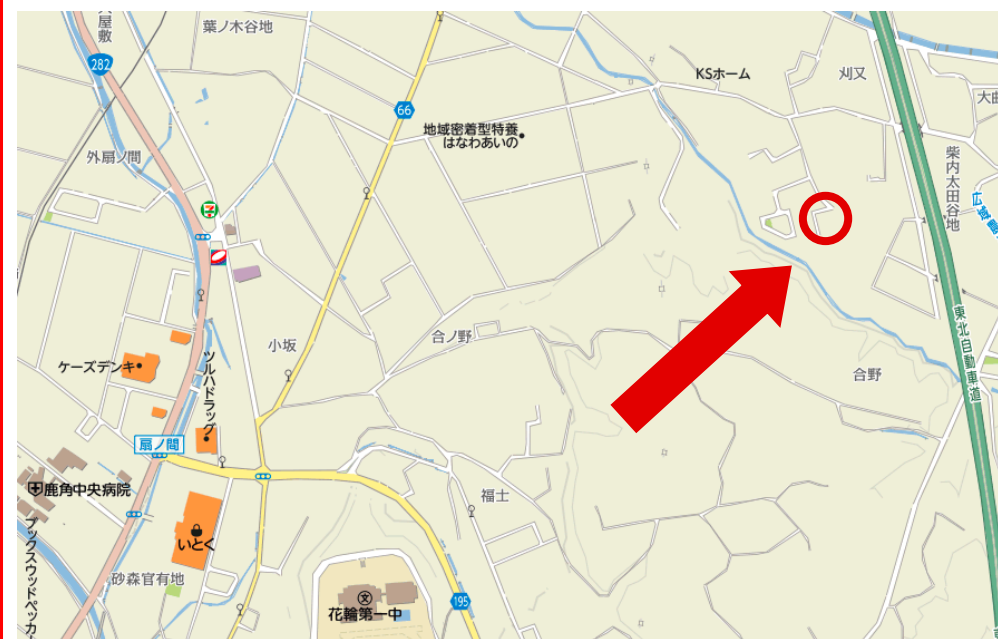 葉ノ木谷地
282
KSホーム
刈又
66
地域密着型特養
はなわあいの
外扇ノ間
柴内太田谷地
小坂
合ノ野
東北自動車道
ケーズデンキ
ツルハドラッグ
合野
扇ノ間
鹿角中央病院
福士
いとく
ブックスウッドペッカー
砂森官有地
文
花輪第一中
195